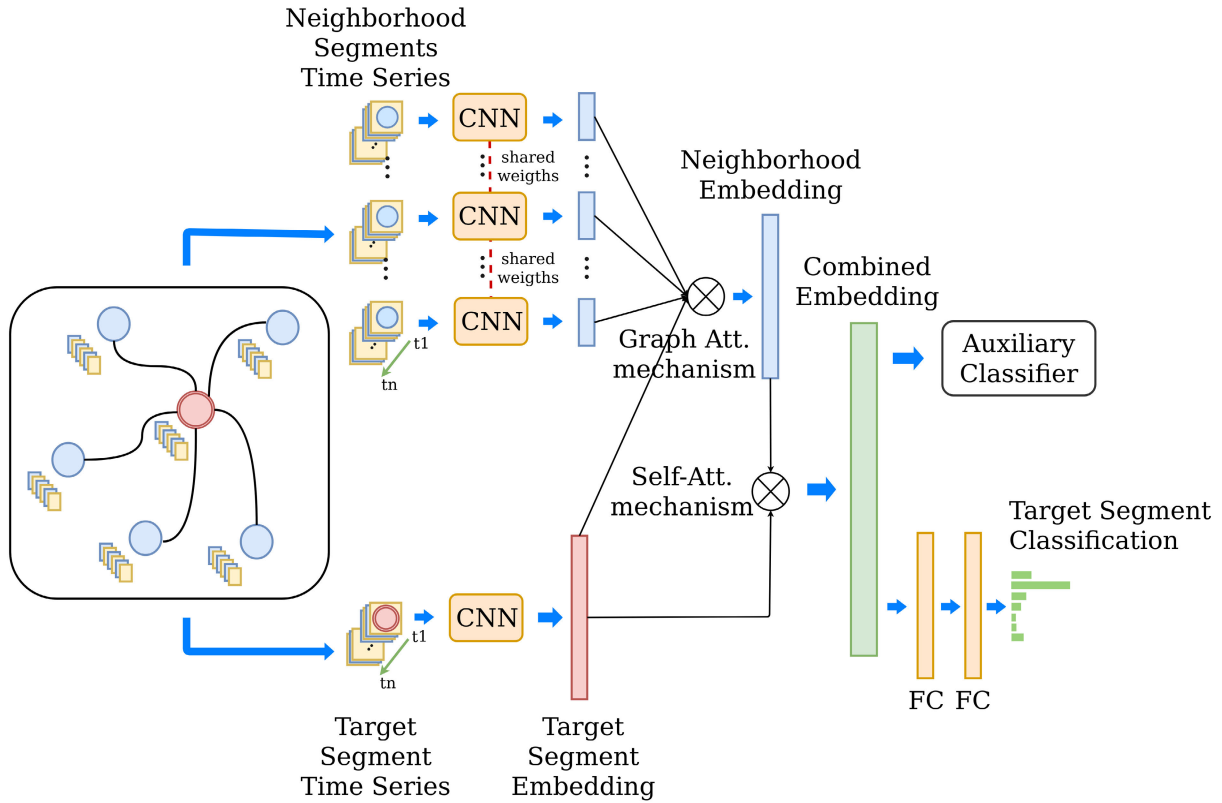 Neighborhood
Segments
Time Series
CNN
shared
weigths
CNN
shared
weigths
CNN
t1
tn
Graph Att.
mechanism
Neighborhood
Embedding
Combined
Embedding
Auxiliary
Classifier
Self-Att.
mechanism
Target Segment
Classification
CNN
t1
tn
FC
FC
Target
Segment
Time Series
Target
Segment
Embedding